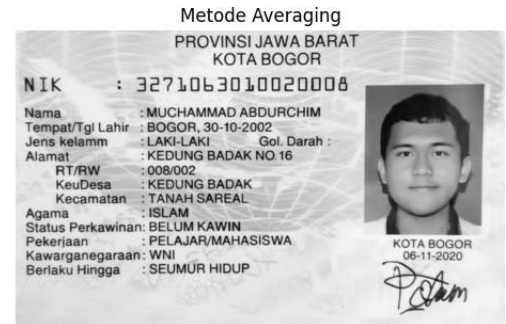 Metode Averaging
PROVINSI JAWA BARAT
KOTA BOGOR
NIK : 3271063010020008
Nama : MUCHAMMAD ABDURCHIM
Tempat/Tgl Lahir : BOGOR, 30-10-2002
Jens kelamm : LAKI-LAKI Gol. Darah :
Alamat : KEDUNG BADAK NO 16
RT/RW : 008/002
KeuDesa : KEDUNG BADAK
Kecamatan : TANAH SAREAL
Agama : ISLAM
Status Perkawinan: BELUM KAWIN
Pekerjaan : PELAJAR/MAHASISWA
Kawarganegaraan: WNI
Berlaku Hingga : SEUMUR HIDUP
KOTA BOGOR
06-11-2020